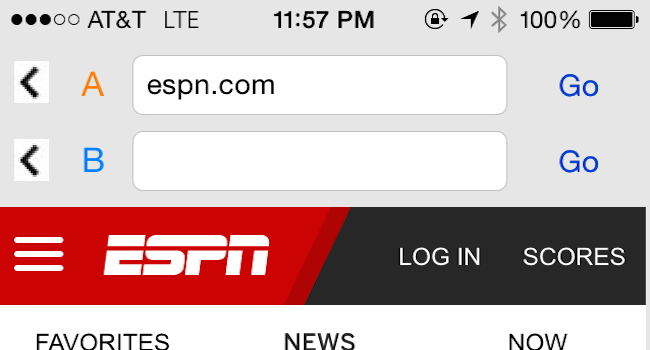 AT&T LTE 11:57 PM 100%
A espn.com Go
B Go
ESPN LOG IN SCORES
FAVORITES NEWS NOW